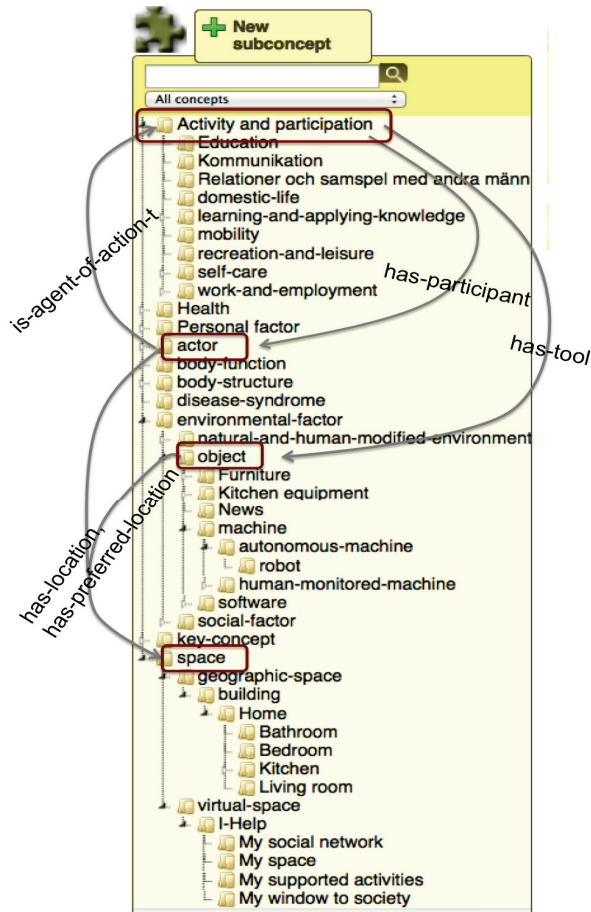 New
subconcept
All concepts
Activity and participation
Education
Kommunikation
Relationer och samspel med andra männ
domestic-life
learning-and-applying-knowledge
mobility
recreation-and-leisure
self-care
work-and-employment
Health
Personal factor
actor
body-function
body-structure
disease-syndrome
environmental-factor
natural-and-human-modified-environment
object
Furniture
Kitchen equipment
News
machine
autonomous-machine
robot
human-monitored-machine
software
social-factor
key-concept
space
geographic-space
building
Home
Bathroom
Bedroom
Kitchen
Living room
virtual-space
I-Help
My social network
My space
My supported activities
My window to society
is-agent-of-action-t
has-participant
has-tool
has-location,
has-preferred-location